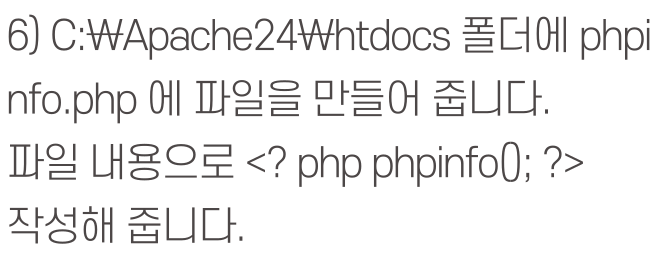 6) C:₩Apache24₩htdocs 폴더에 phpi
nfo.php 에 파일을 만들어 줍니다.
파일 내용으로 <? php phpinfo(); ?>
작성해 줍니다.